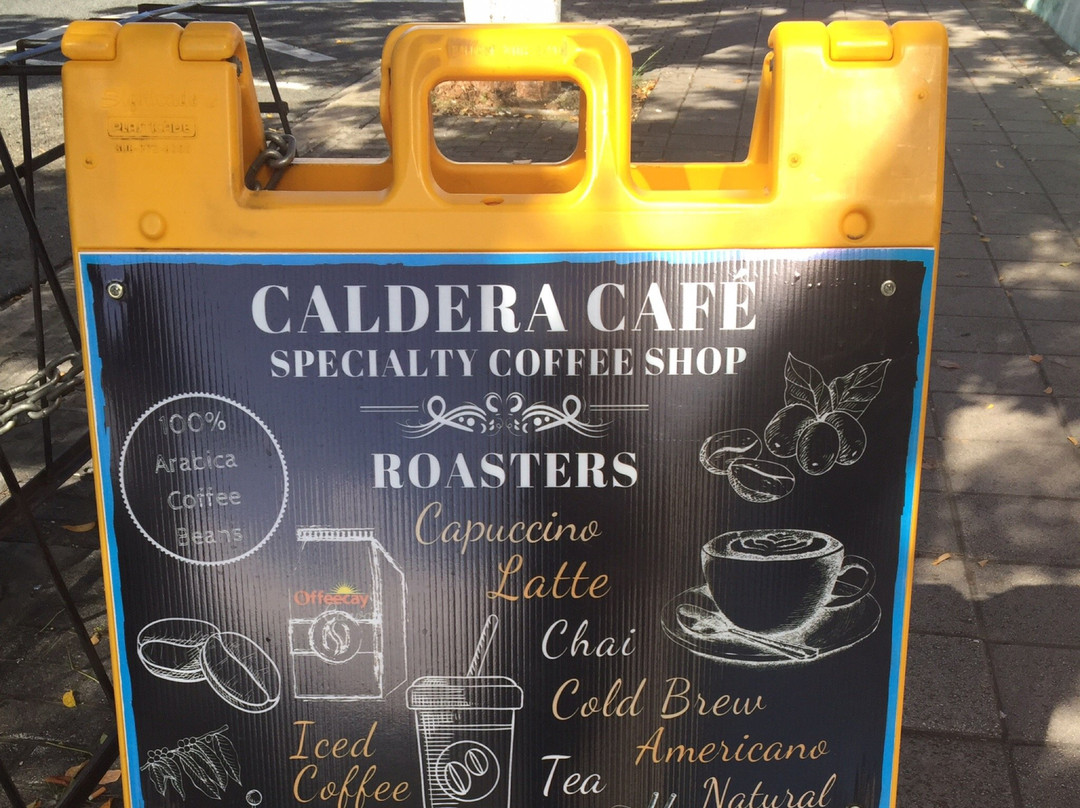 CALDERA CAFÉ
SPECIALTY COFFEE SHOP
ROASTERS
100%
Arabica
Coffee
Beans
Capuccino
Latte
Chai
Cold Brew
Americano
Tea
Natural
Offeecay
Iced
Coffee